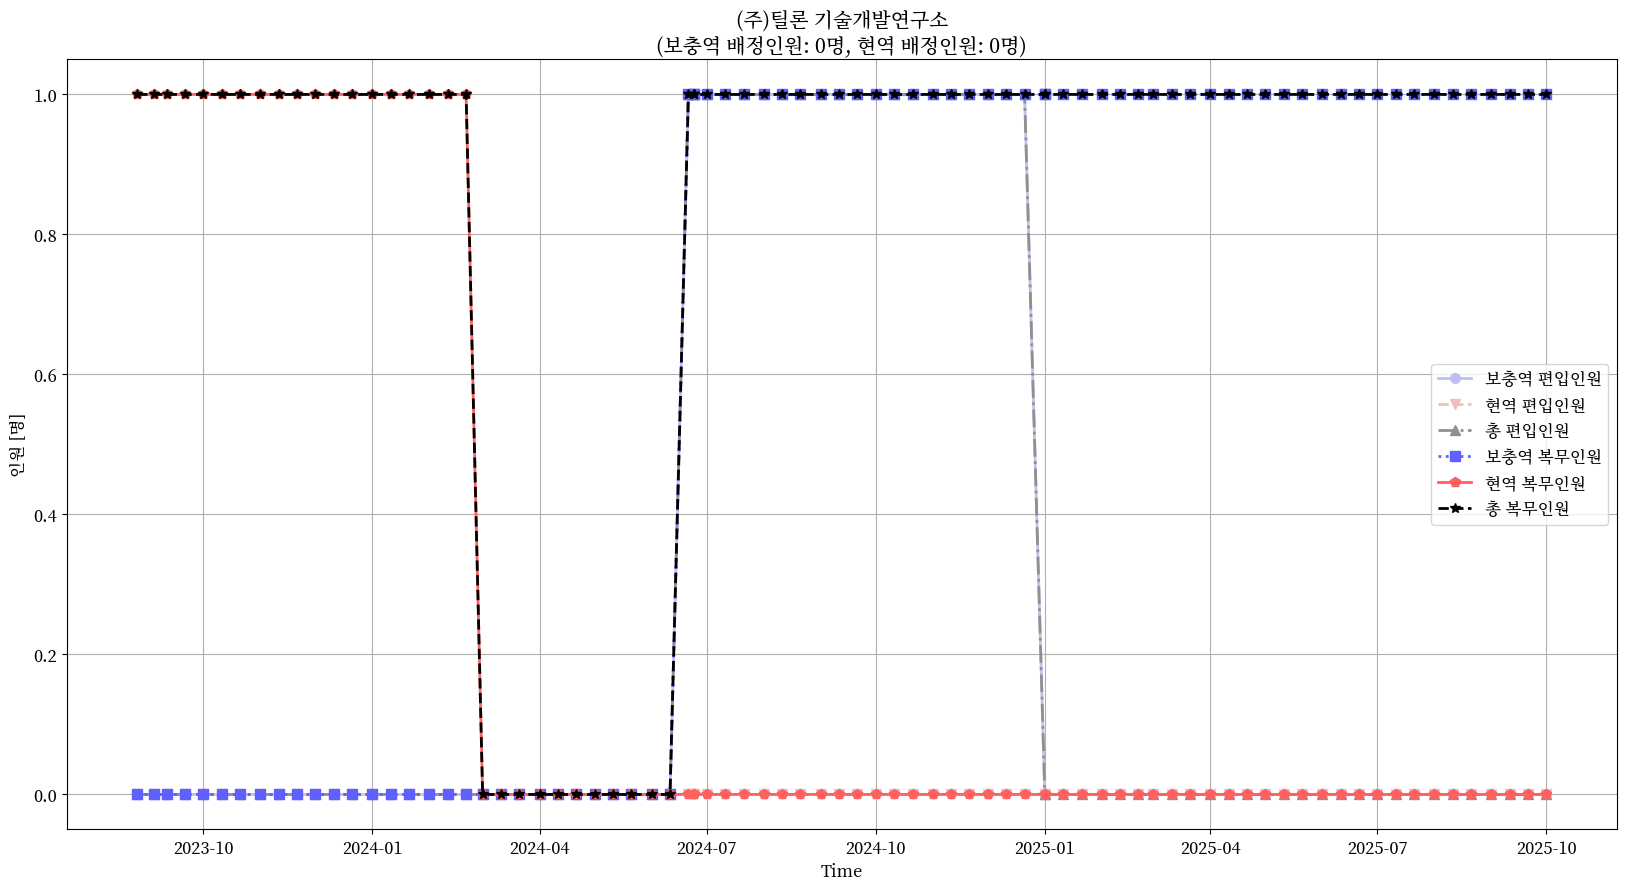 (주)틸론 기술개발연구소
(보충역 배정인원: 0명, 현역 배정인원: 0명)
1.0
0.8
0.6
0.4
0.2
0.0
인원 [명]
보충역 편입인원
현역 편입인원
총 편입인원
보충역 복무인원
현역 복무인원
총 복무인원
2023-10
2024-01
2024-04
2024-07
2024-10
2025-01
2025-04
2025-07
2025-10
Time